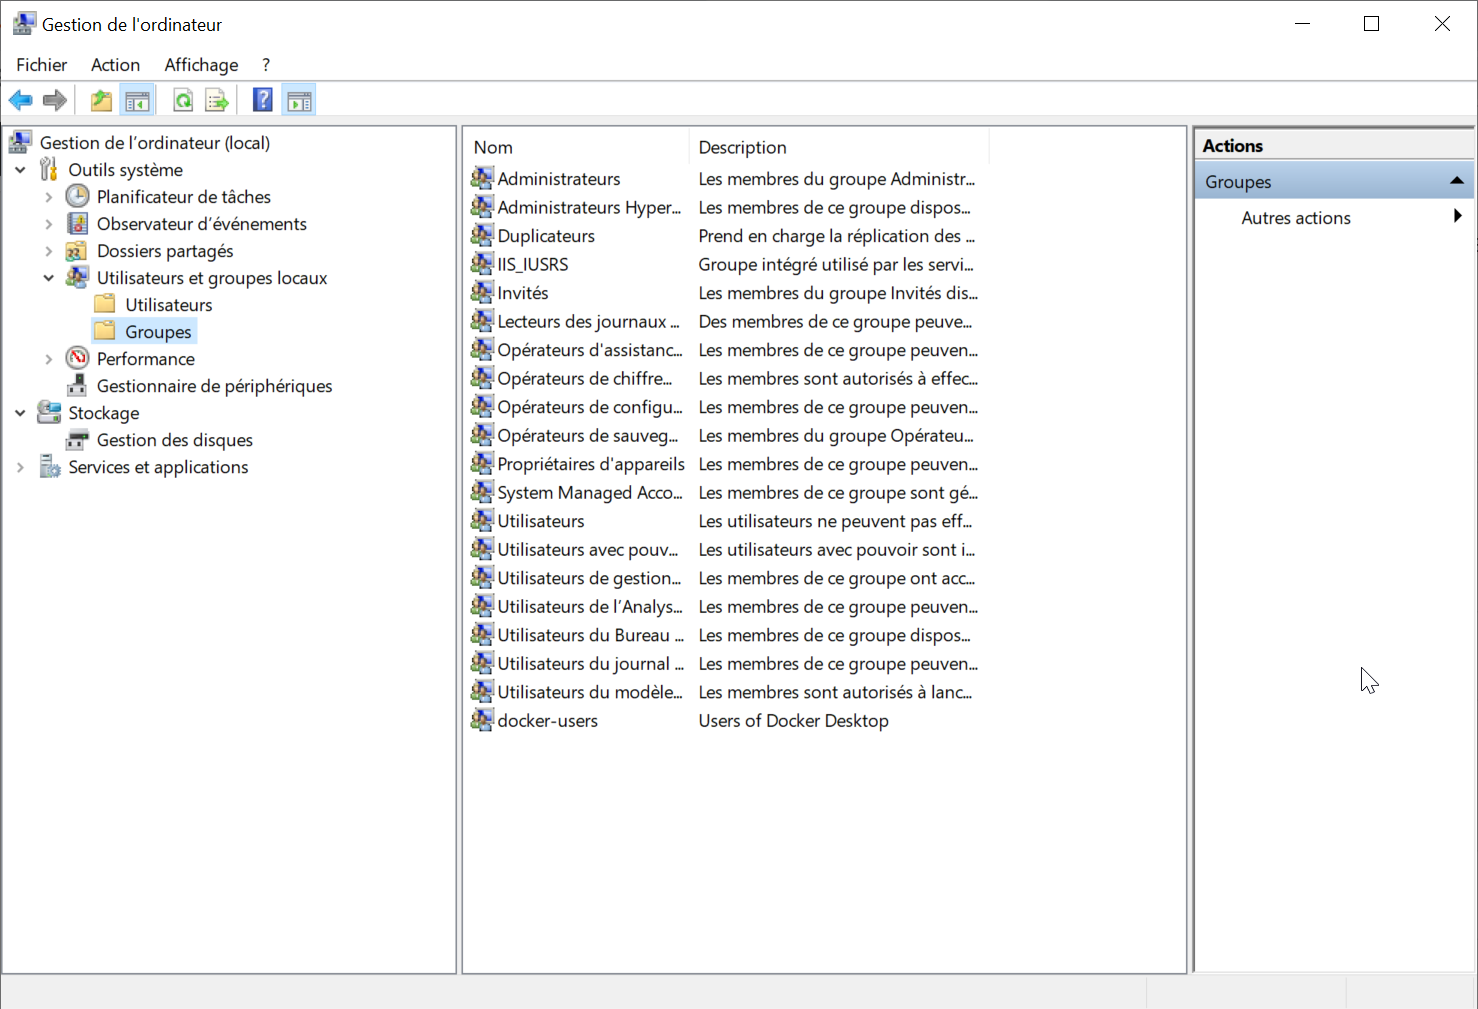 Gestion de l'ordinateur
Fichier Action Affichage ?
Gestion de l'ordinateur (local)
Outils système
Planificateur de tâches
Observateur d'événements
Dossiers partagés
Utilisateurs et groupes locaux
Utilisateurs
Groupes
Performance
Gestionnaire de périphériques
Stockage
Gestion des disques
Services et applications
Nom Description
Administrateurs Les membres du groupe Administr...
Administrateurs Hyper... Les membres de ce groupe dispos...
Duplicateurs Prend en charge la réplication des ...
IIS_IUSRS Groupe intégré utilisé par les servi...
Invités Les membres du groupe Invités dis...
Lecteurs des journaux ... Des membres de ce groupe peuve...
Opérateurs d'assistanc... Les membres de ce groupe peuven...
Opérateurs de chiffre... Les membres sont autorisés à effec...
Opérateurs de configu... Les membres de ce groupe peuven...
Opérateurs de sauveg... Les membres du groupe Opérateu...
Propriétaires d'appareils Les membres de ce groupe peuven...
System Managed Acco... Les membres de ce groupe sont gé...
Utilisateurs Les utilisateurs ne peuvent pas eff...
Utilisateurs avec pouv... Les utilisateurs avec pouvoir sont i...
Utilisateurs de gestion... Les membres de ce groupe ont acc...
Utilisateurs de l'Analys... Les membres de ce groupe peuven...
Utilisateurs du Bureau ... Les membres de ce groupe dispos...
Utilisateurs du journal ... Les membres de ce groupe peuven...
Utilisateurs du modèle... Les membres sont autorisés à lanc...
docker-users Users of Docker Desktop
Actions
Groupes
Autres actions